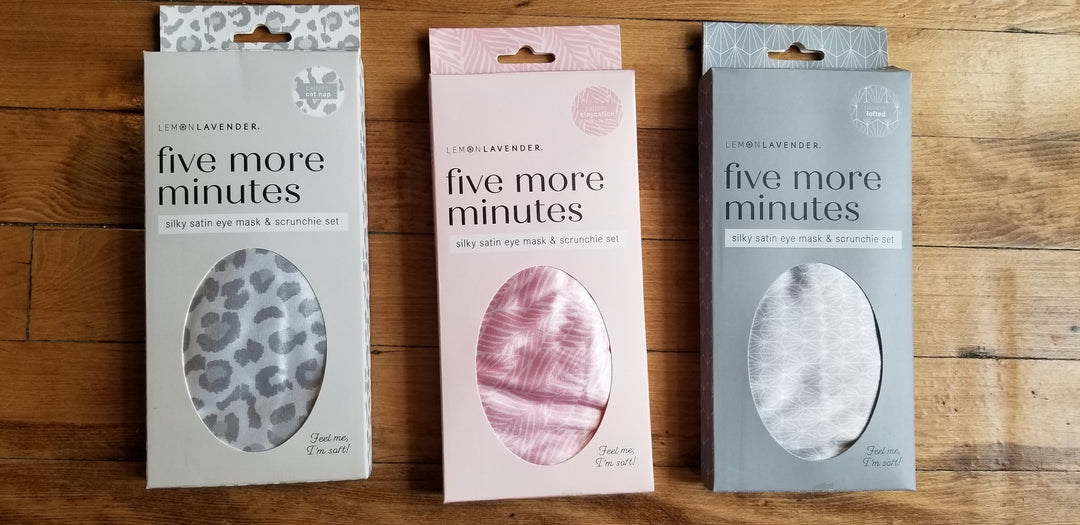 pattern:
cat nap
LEMONLAVENDER.
five more
minutes
silky satin eye mask & scrunchie set
Feel me,
I'm soft!
pattern:
staycation
LEMONLAVENDER.
five more
minutes
silky satin eye mask & scrunchie set
Feel me,
I'm soft!
pattern:
lofted
LEMONLAVENDER.
five more
minutes
silky satin eye mask & scrunchie set
Feel me,
I'm soft!